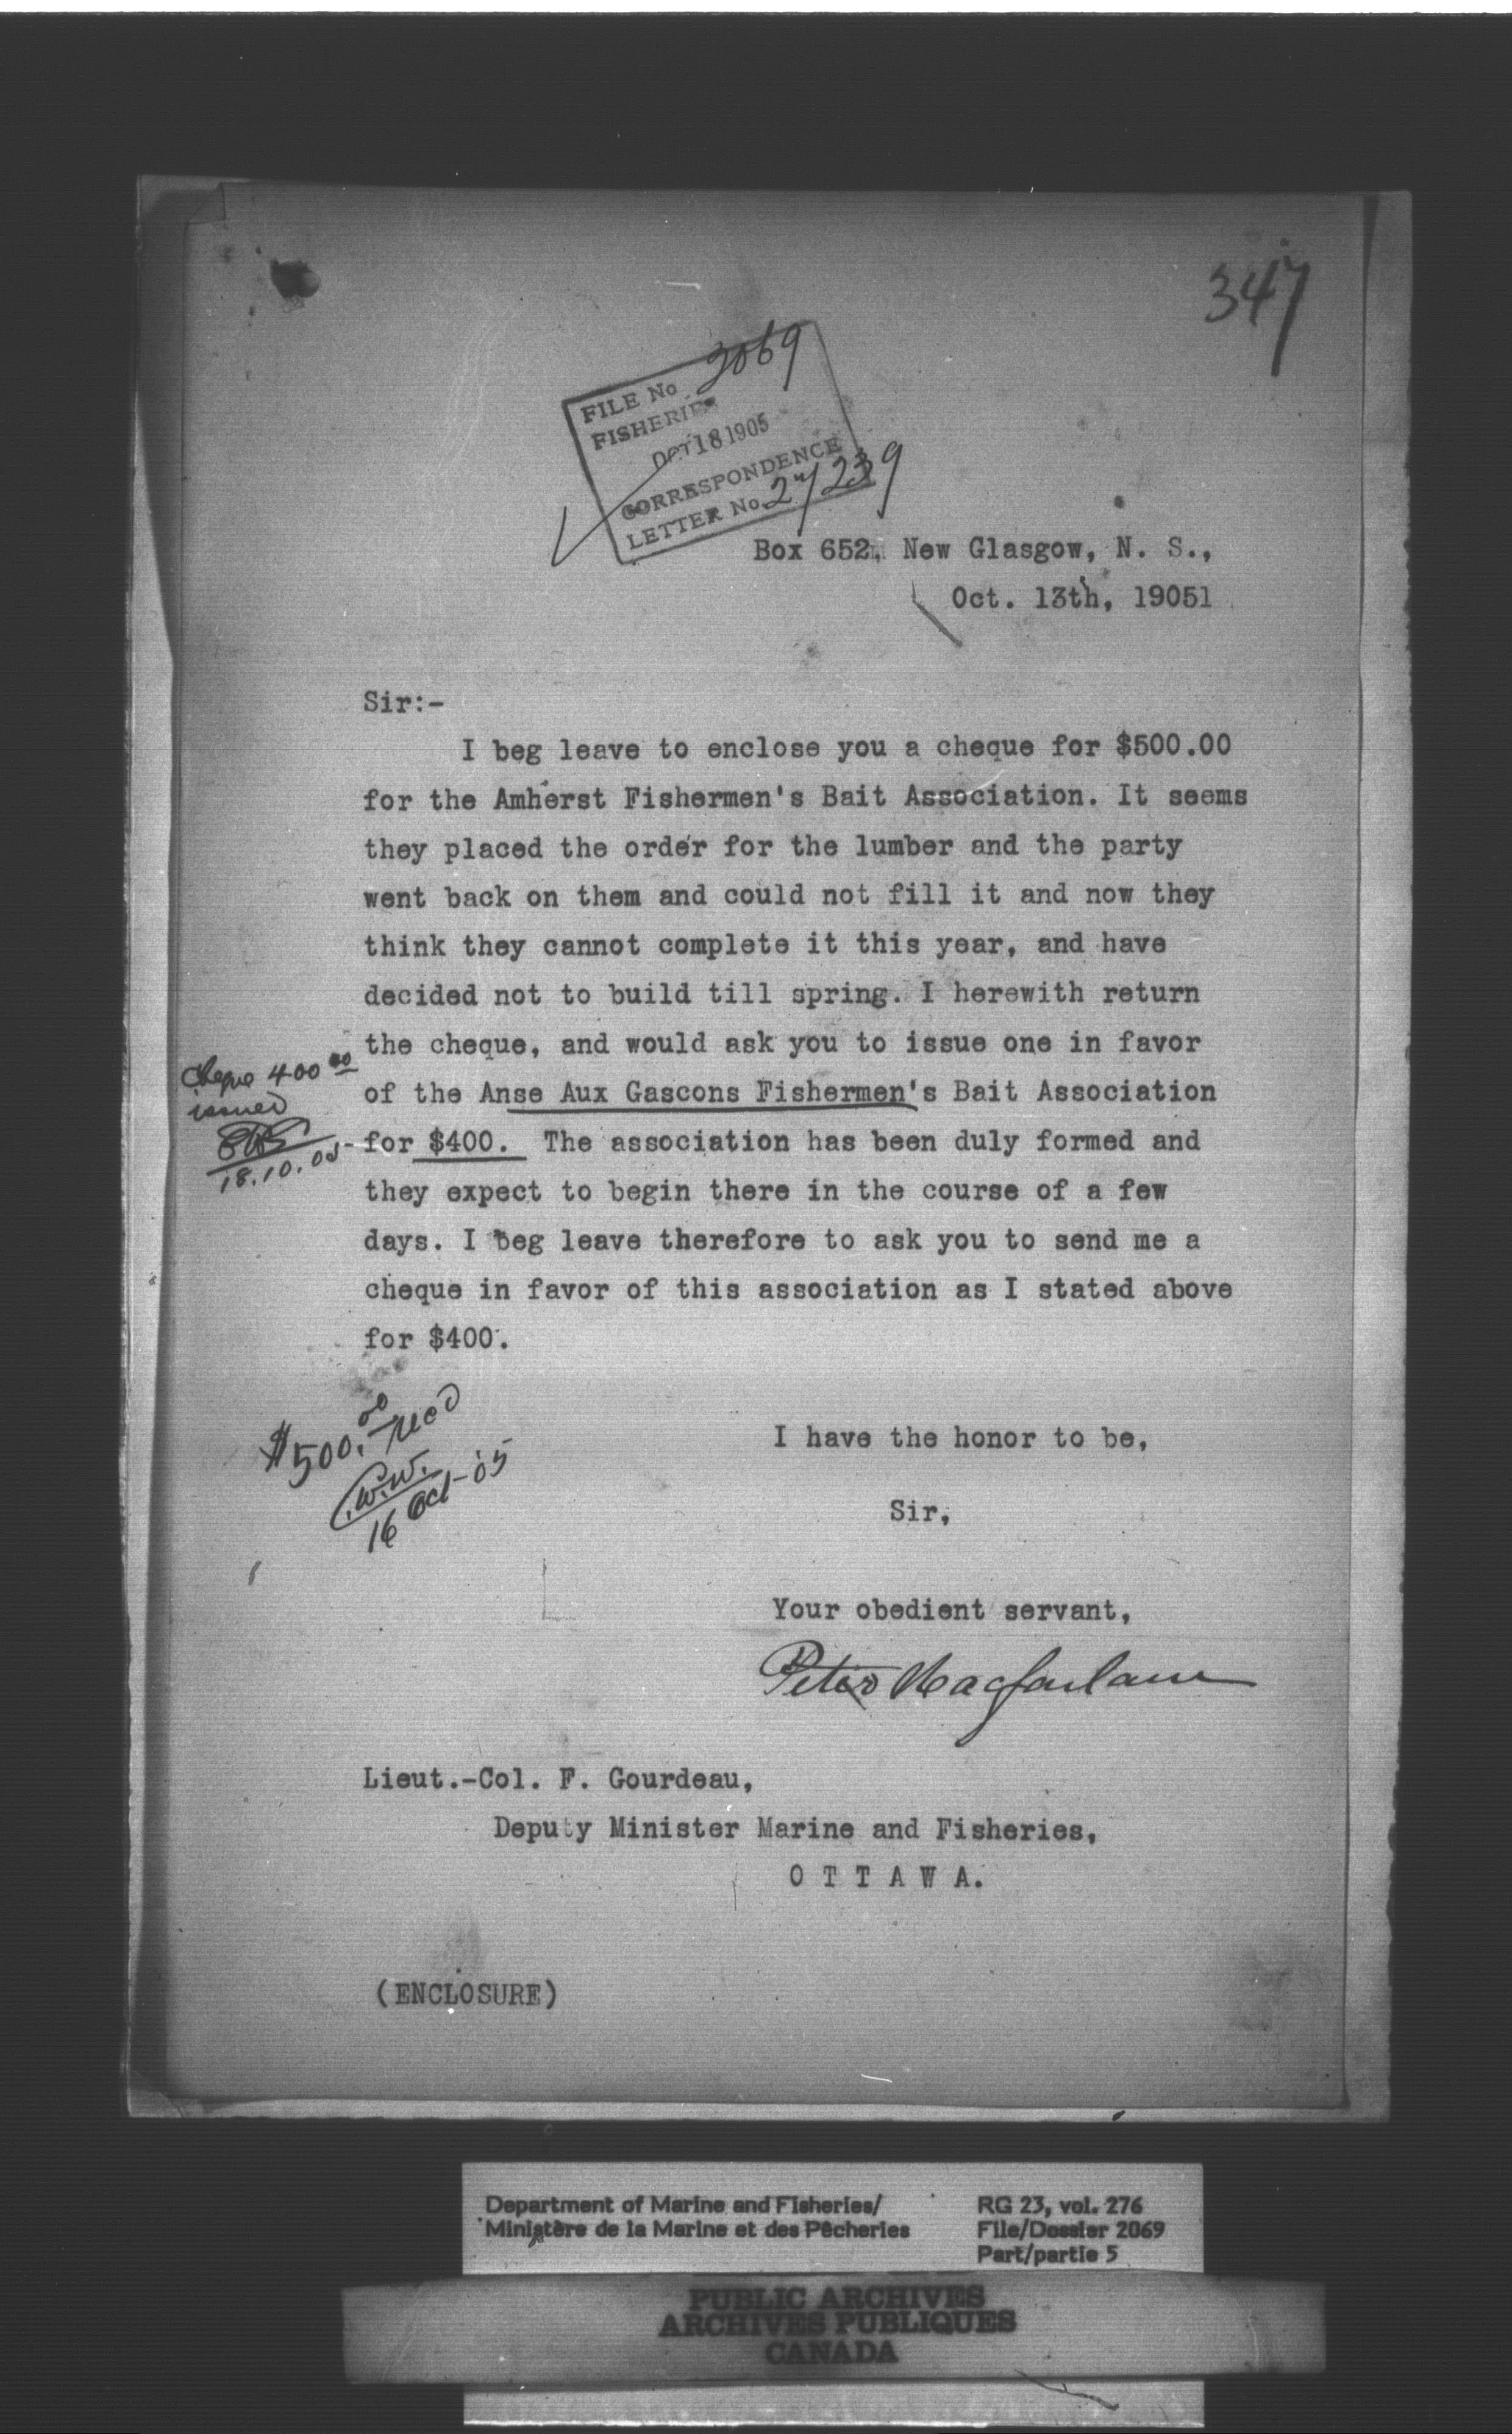 347
FILE No 2069
FISHERIES
OCT 18 1905
CORRESPONDENCE
LETTER No. 27239
Box 652, New Glasgow, N. S.,
Oct. 13th, 19051
Sir:-
I beg leave to enclose you a cheque for $500.00
for the Amherst Fishermen's Bait Association. It seems
they placed the order for the lumber and the party
went back on them and could not fill it and now they
think they cannot complete it this year, and have
decided not to build till spring. I herewith return
the cheque, and would ask you to issue one in favor
of the Anse Aux Gascons Fishermen's Bait Association
for $400. The association has been duly formed and
they expect to begin there in the course of a few
days. I beg leave therefore to ask you to send me a
cheque in favor of this association as I stated above
for $400.
Cheque 400 00
issued
18.10.05
$500.00 Recd
W.W.
16 Oct-05
I have the honor to be,
Sir,
Your obedient servant,
Peter Macfarlane
Lieut.-Col. F. Gourdeau,
Deputy Minister Marine and Fisheries,
O T T A W A.
(ENCLOSURE)
Department of Marine and Fisheries/
Ministère de la Marine et des Pêcheries
RG 23, vol. 276
File/Dossier 2069
Part/partie 5
PUBLIC ARCHIVES
ARCHIVES PUBLIQUES
CANADA